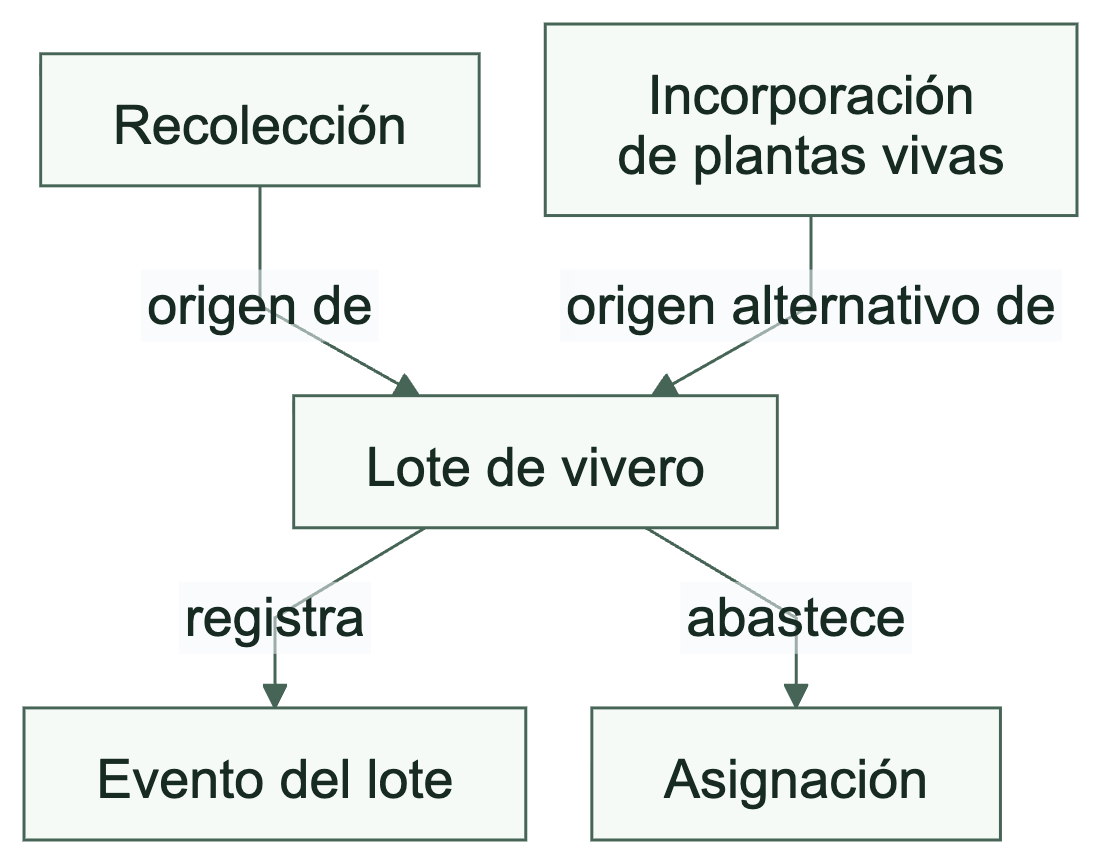 Recolección
Incorporación
de plantas vivas
origen de
origen alternativo de
Lote de vivero
registra
abastece
Evento del lote
Asignación